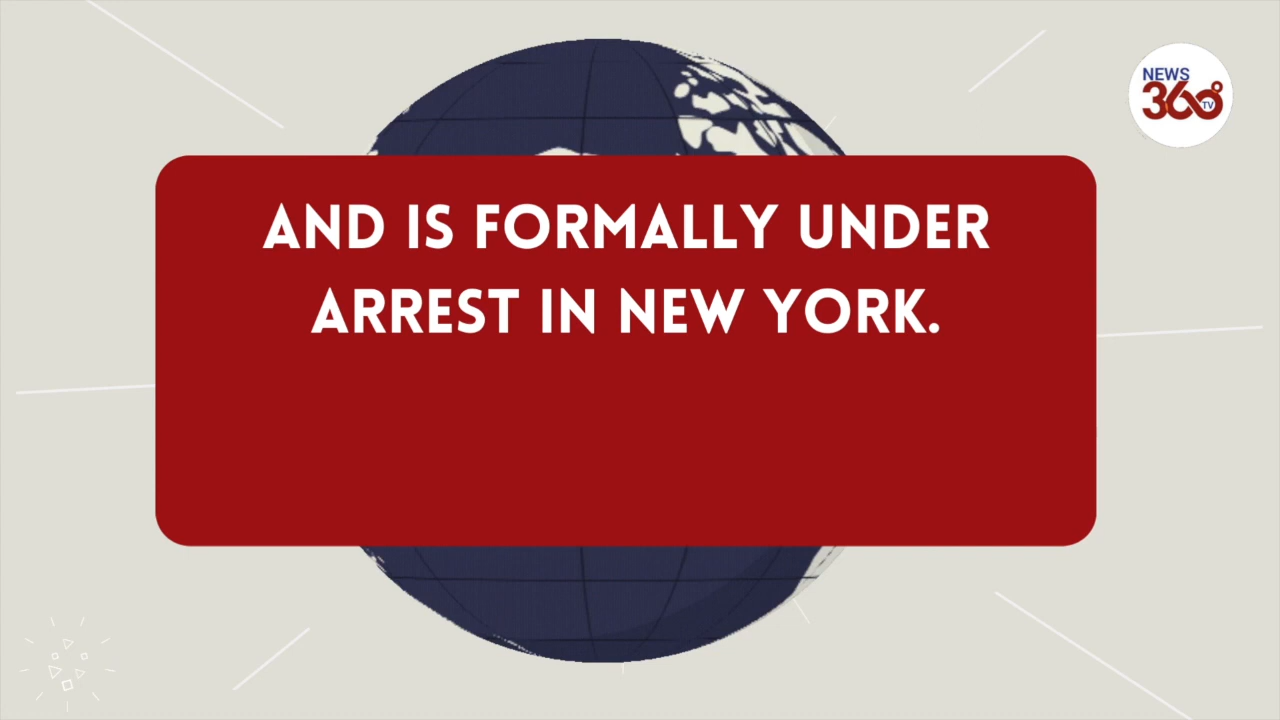 NEWS
360
TV
AND IS FORMALLY UNDER
ARREST IN NEW YORK.